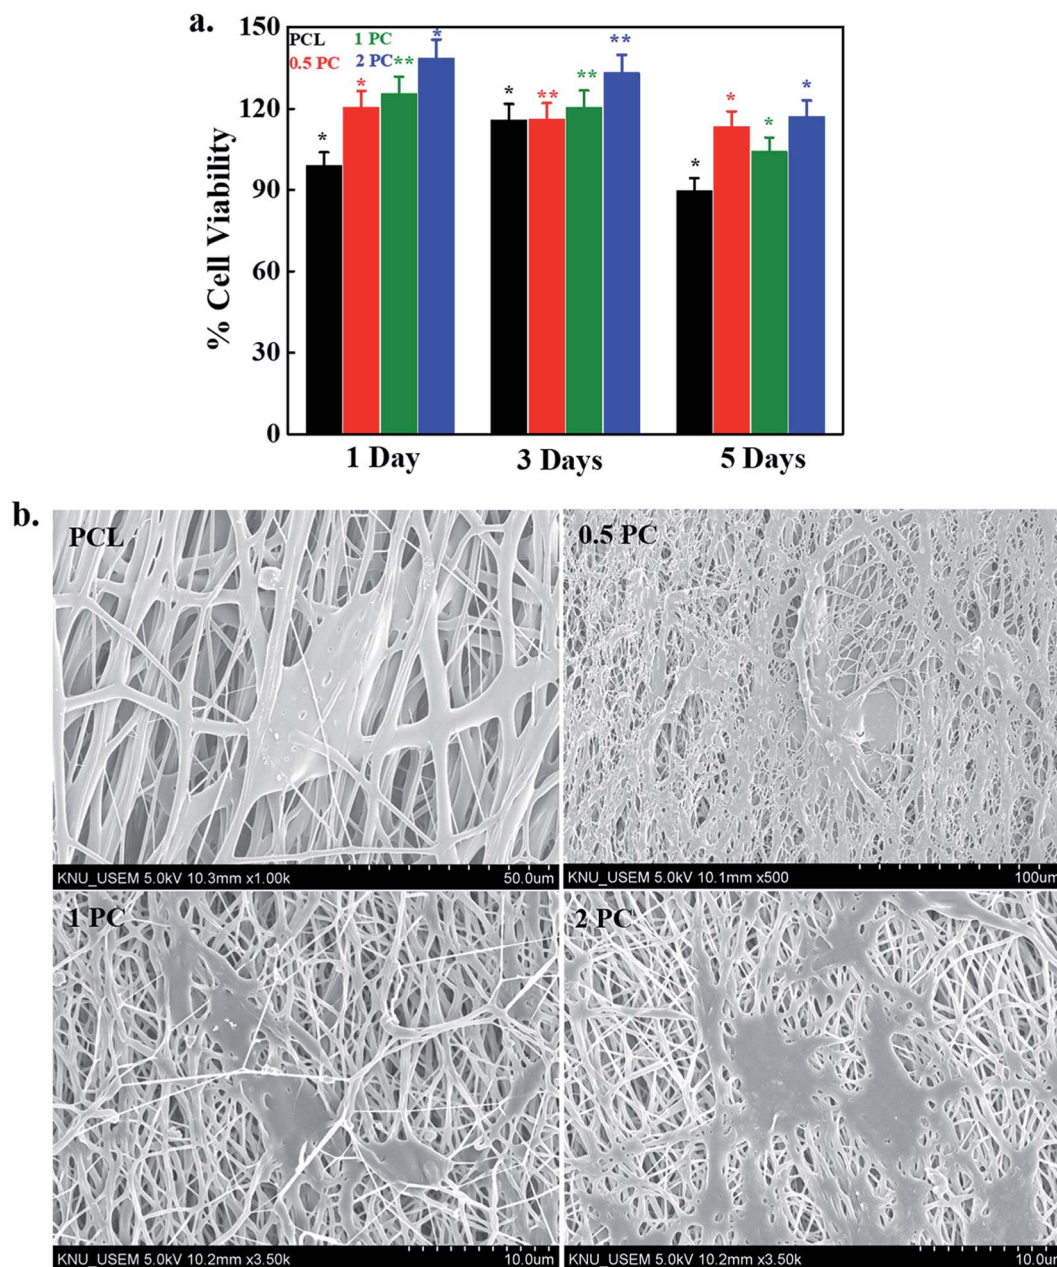 a.
150
120
90
60
30
0
% Cell Viability
PCL 1 PC
0.5 PC 2 PC
* * ** *
* ** ** **
* * * *
1 Day 3 Days 5 Days
b.
PCL
0.5 PC
KNU_USEM 5.0kV 10.3mm x1.00k 50.0um
KNU_USEM 5.0kV 10.1mm x500 100um
1 PC
2 PC
KNU_USEM 5.0kV 10.2mm x3.50k 10.0um
KNU_USEM 5.0kV 10.2mm x3.50k 10.0um